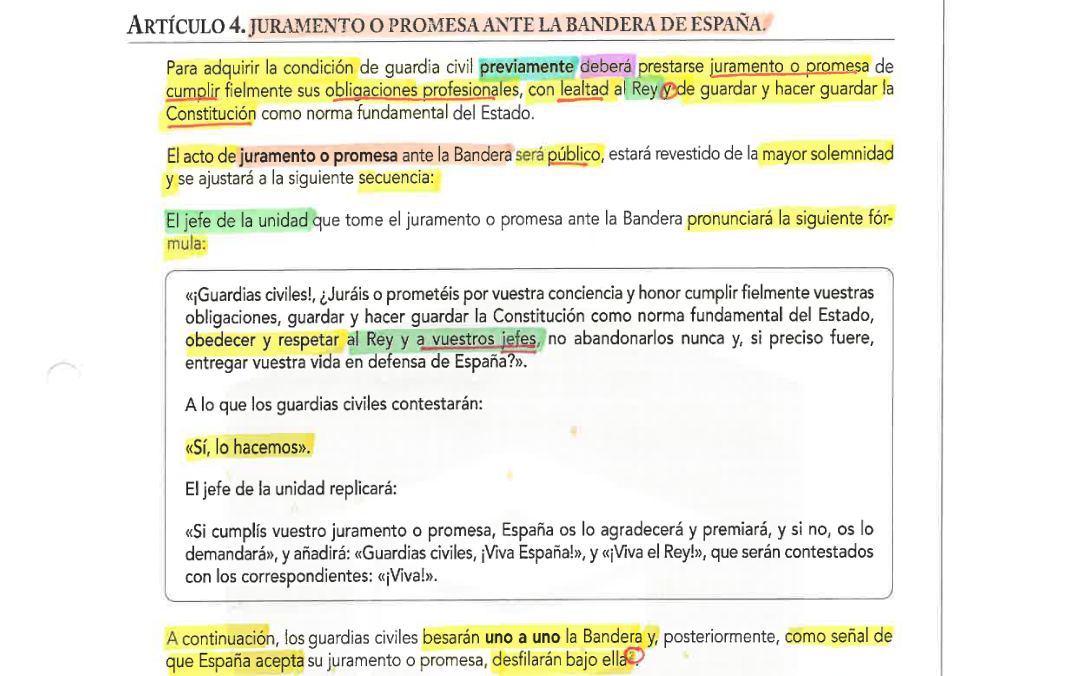 ARTÍCULO 4. JURAMENTO O PROMESA ANTE LA BANDERA DE ESPAÑA.
Para adquirir la condición de guardia civil previamente deberá prestarse juramento o promesa de
cumplir fielmente sus obligaciones profesionales, con lealtad al Rey y de guardar y hacer guardar la
Constitución como norma fundamental del Estado.
El acto de juramento o promesa ante la Bandera será público, estará revestido de la mayor solemnidad
y se ajustará a la siguiente secuencia:
El jefe de la unidad que tome el juramento o promesa ante la Bandera pronunciará la siguiente fór-
mula:
«¡Guardias civiles!, ¿Juráis o prometéis por vuestra conciencia y honor cumplir fielmente vuestras
obligaciones, guardar y hacer guardar la Constitución como norma fundamental del Estado,
obedecer y respetar al Rey y a vuestros jefes, no abandonarlos nunca y, si preciso fuere,
entregar vuestra vida en defensa de España?».
A lo que los guardias civiles contestarán:
«Sí, lo hacemos».
El jefe de la unidad replicará:
«Si cumplís vuestro juramento o promesa, España os lo agradecerá y premiará, y si no, os lo
demandará», y añadirá: «Guardias civiles, ¡Viva España!», y «¡Viva el Rey!», que serán contestados
con los correspondientes: «¡Viva!».
A continuación, los guardias civiles besarán uno a uno la Bandera y, posteriormente, como señal de
que España acepta su juramento o promesa, desfilarán bajo ella2.